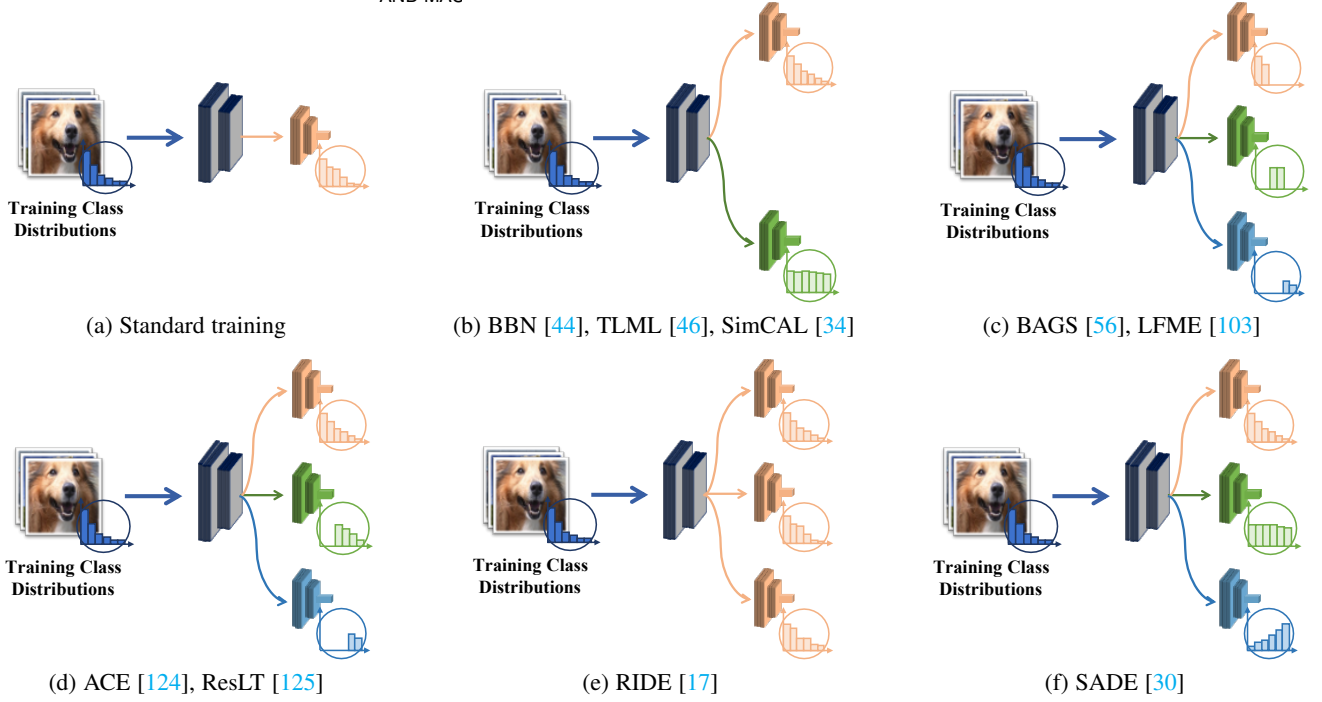 AND MAC
Training Class
Distributions
Training Class
Distributions
Training Class
Distributions
(a) Standard training
(b) BBN [44], TLML [46], SimCAL [34]
(c) BAGS [56], LFME [103]
Training Class
Distributions
Training Class
Distributions
Training Class
Distributions
(d) ACE [124], ResLT [125]
(e) RIDE [17]
(f) SADE [30]